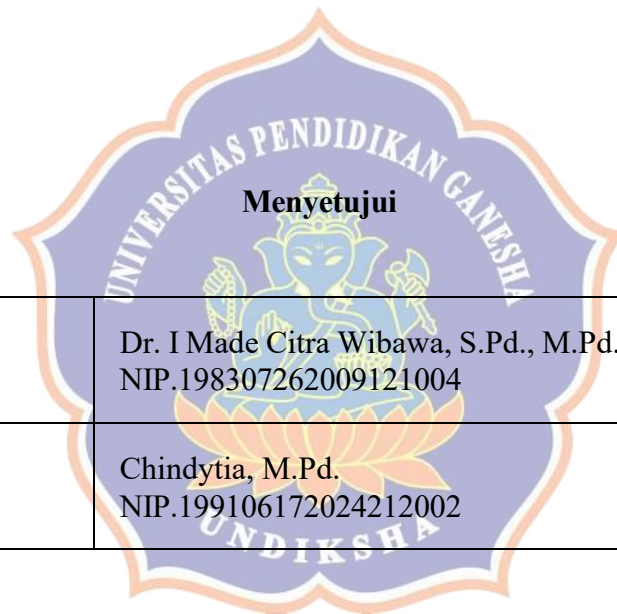 UNIVERSITAS PENDIDIKAN GANESHA
Menyetujui
Dr. I Made Citra Wibawa, S.Pd., M.Pd.
NIP.198307262009121004
Chindytia, M.Pd.
NIP.199106172024212002
UNDIKSHA